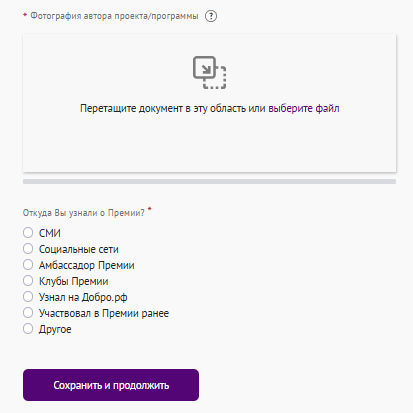 * Фотография автора проекта/программы ?
Перетащите документ в эту область или выберите файл
Откуда Вы узнали о Премии? *
СМИ
Социальные сети
Амбассадор Премии
Клубы Премии
Узнал на Добро.рф
Участвовал в Премии ранее
Другое
Сохранить и продолжить